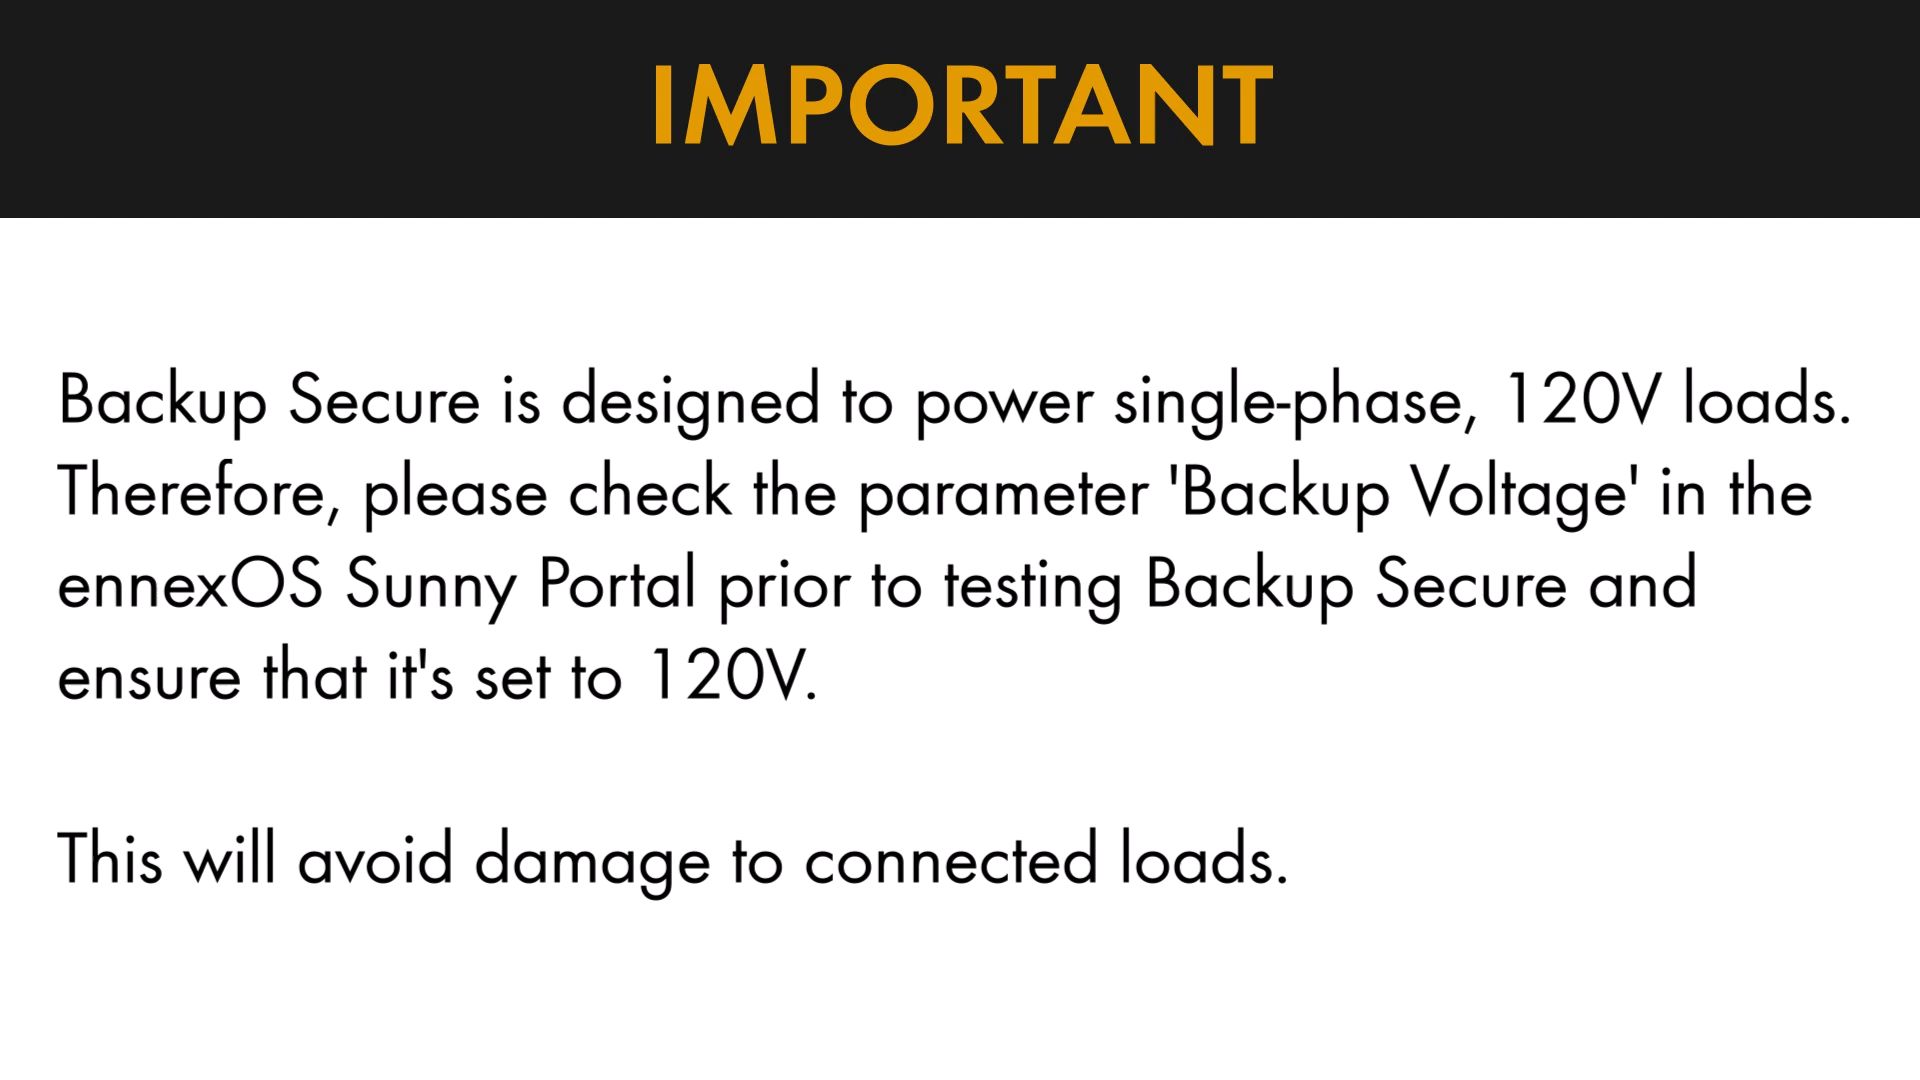 IMPORTANT
Backup Secure is designed to power single-phase, 120V loads.
Therefore, please check the parameter 'Backup Voltage' in the
ennexOS Sunny Portal prior to testing Backup Secure and
ensure that it's set to 120V.
This will avoid damage to connected loads.